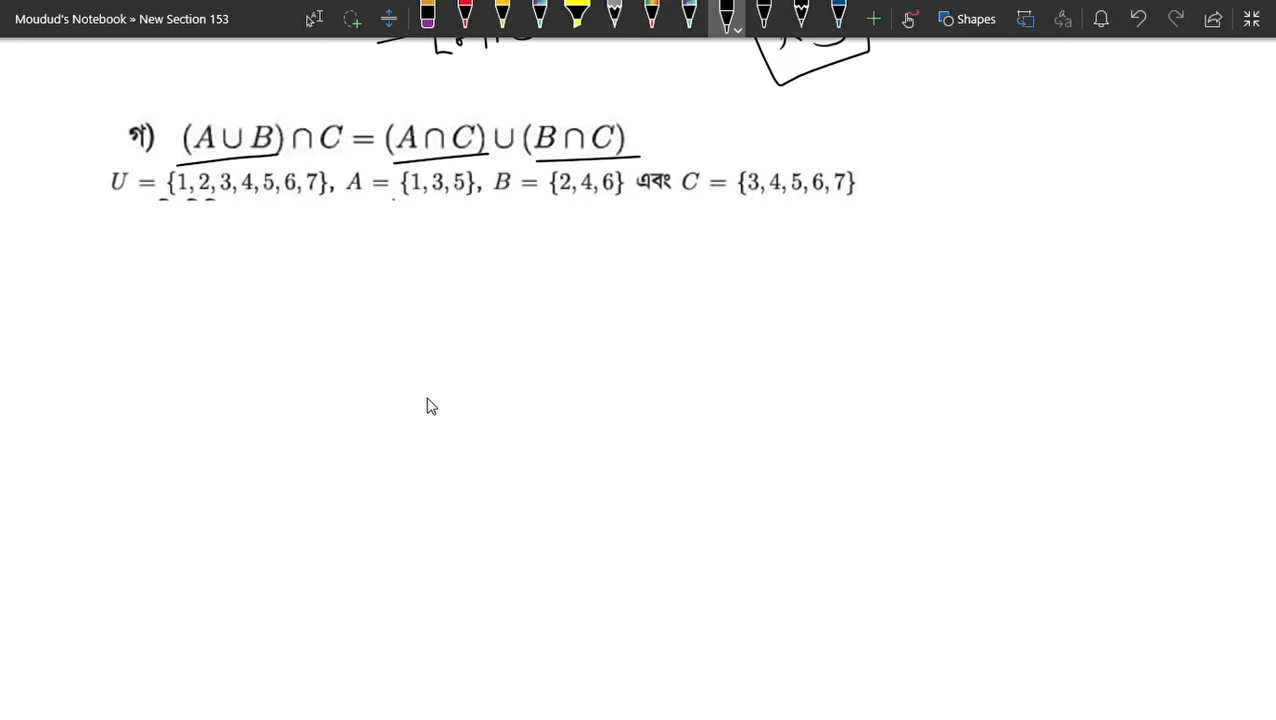 Moudud's Notebook » New Section 153
Shapes
গ) (A ∪ B) ∩ C = (A ∩ C) ∪ (B ∩ C)
U = {1, 2, 3, 4, 5, 6, 7}, A = {1, 3, 5}, B = {2, 4, 6} এবং C = {3, 4, 5, 6, 7}